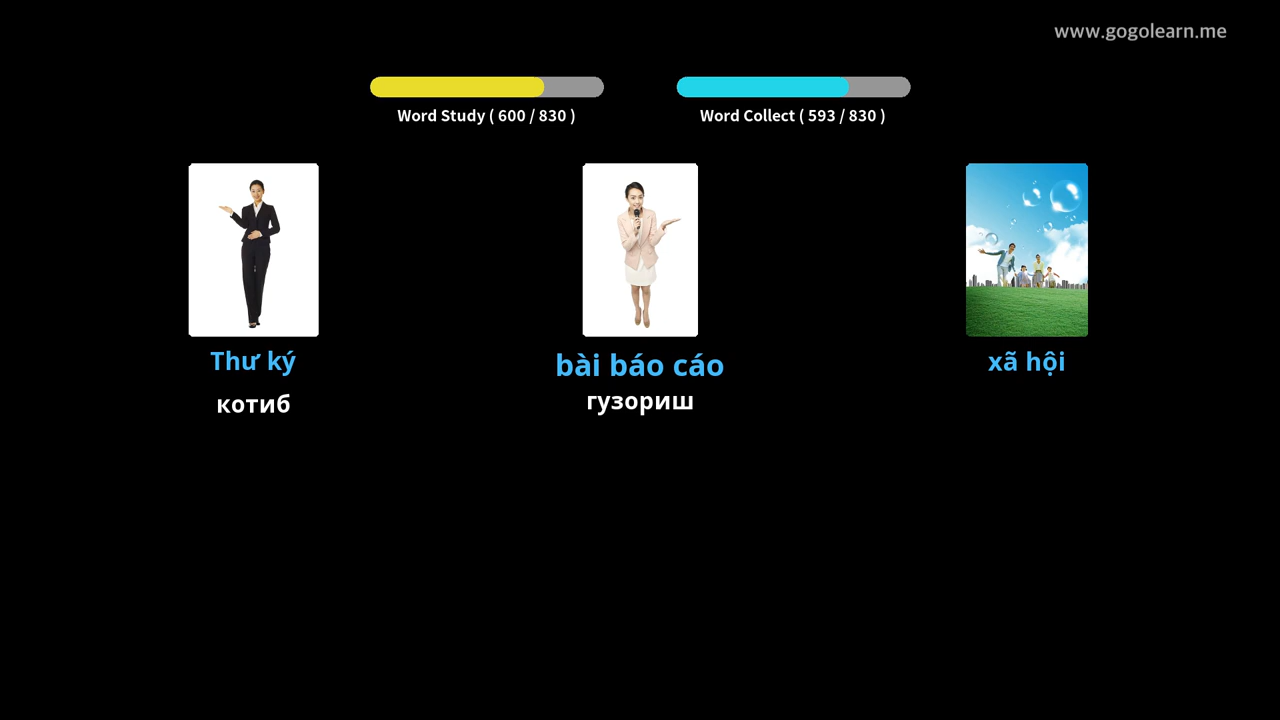 www.gogolearn.me
Word Study ( 600 / 830 )
Word Collect ( 593 / 830 )
Thư ký
котиб
bài báo cáo
гузориш
xã hội